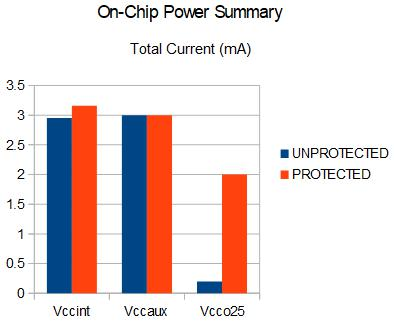 On-Chip Power Summary
Total Current (mA)
3.5
3
2.5
2
1.5
1
0.5
0
Vccint Vccaux Vcco25
UNPROTECTED
PROTECTED